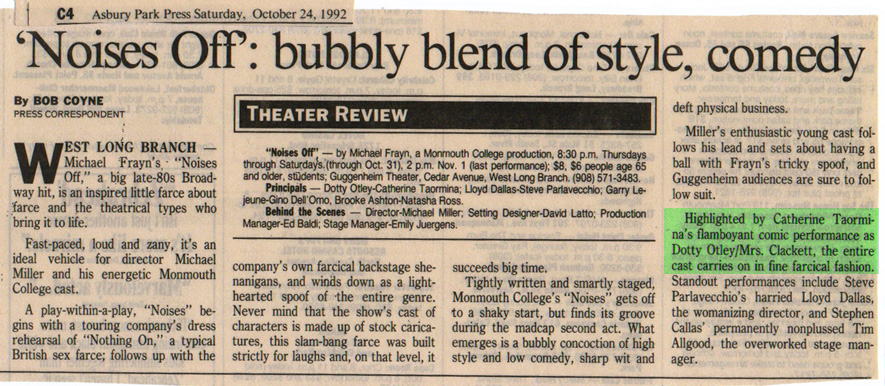 C4 Asbury Park Press Saturday, October 24, 1992
‘Noises Off’: bubbly blend of style, comedy
By BOB COYNE
PRESS CORRESPONDENT
WEST LONG BRANCH —
Michael Frayn's “Noises
Off,” a big late-80s Broad-
way hit, is an inspired little farce about
farce and the theatrical types who
bring it to life.
Fast-paced, loud and zany, it's an
ideal vehicle for director Michael
Miller and his energetic Monmouth
College cast.
A play-within-a-play, “Noises” be-
gins with a touring company's dress
rehearsal of “Nothing On,” a typical
British sex farce; follows up with the
THEATER REVIEW
“Noises Off” — by Michael Frayn, a Monmouth College production, 8:30 p.m. Thursdays
through Saturdays (through Oct. 31), 2 p.m. Nov. 1 (last performance); $8, $6 people age 65
and older, students; Guggenheim Theater, Cedar Avenue, West Long Branch. (908) 571-3483.
Principals — Dotty Otley-Catherine Taormina; Lloyd Dallas-Steve Parlavecchio; Garry Le-
jeune-Gino Dell'Omo, Brooke Ashton-Natasha Ross.
Behind the Scenes — Director-Michael Miller; Setting Designer-David Latto; Production
Manager-Ed Baldi; Stage Manager-Emily Juergens.
company's own farcical backstage she-
nanigans, and winds down as a light-
hearted spoof of the entire genre.
Never mind that the show's cast of
characters is made up of stock carica-
tures, this slam-bang farce was built
strictly for laughs and, on that level, it
succeeds big time.
Tightly written and smartly staged,
Monmouth College's “Noises” gets off
to a shaky start, but finds its groove
during the madcap second act. What
emerges is a bubbly concoction of high
style and low comedy, sharp wit and
deft physical business.
Miller's enthusiastic young cast fol-
lows his lead and sets about having a
ball with Frayn's tricky spoof, and
Guggenheim audiences are sure to fol-
low suit.
Highlighted by Catherine Taormi-
na's flamboyant comic performance as
Dotty Otley/Mrs. Clackett, the entire
cast carries on in fine farcical fashion.
Standout performances include Steve
Parlavecchio's harried Lloyd Dallas,
the womanizing director, and Stephen
Callas' permanently nonplussed Tim
Allgood, the overworked stage man-
ager.